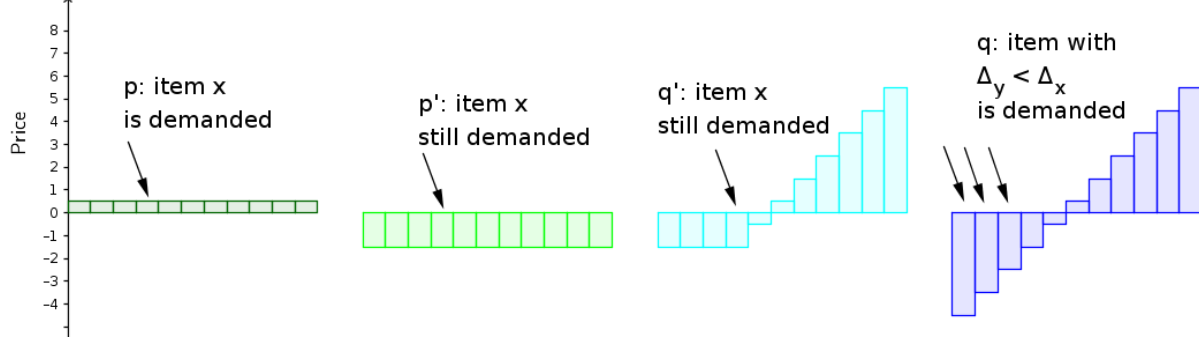 Price
8
7
6
5
4
3
2
1
0
-1
-2
-3
-4
p: item x
is demanded
p': item x
still demanded
q': item x
still demanded
q: item with
Δy < Δx
is demanded